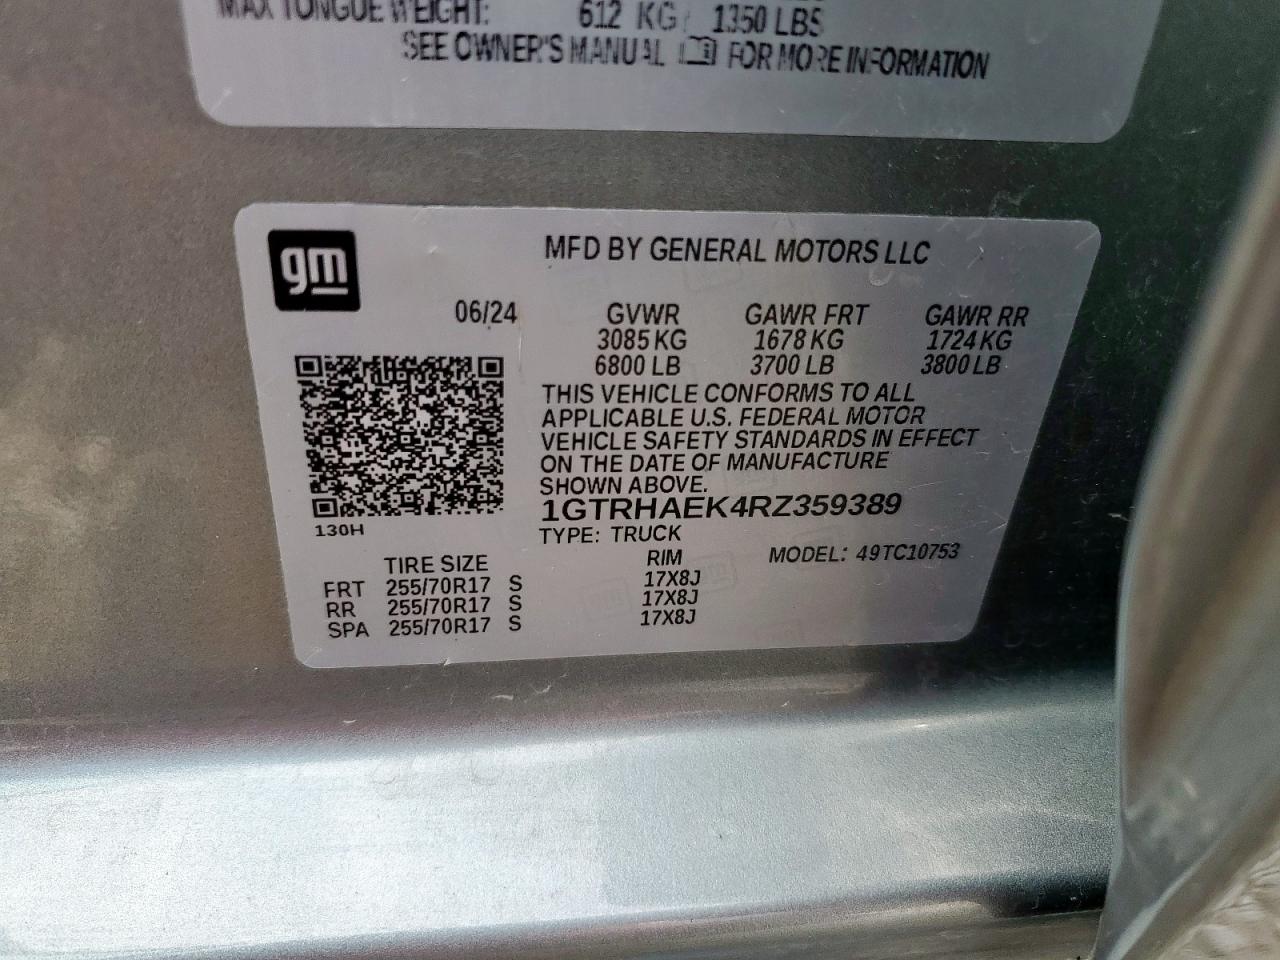 MAX TONGUE WEIGHT: 612 KG 1350 LBS
SEE OWNER'S MANUAL FOR MORE INFORMATION
gm
MFD BY GENERAL MOTORS LLC
06/24 GVWR GAWR FRT GAWR RR
3085 KG 1678 KG 1724 KG
6800 LB 3700 LB 3800 LB
THIS VEHICLE CONFORMS TO ALL
APPLICABLE U.S. FEDERAL MOTOR
VEHICLE SAFETY STANDARDS IN EFFECT
ON THE DATE OF MANUFACTURE
SHOWN ABOVE.
1GTRHAEK4RZ359389
130H
TYPE: TRUCK
TIRE SIZE RIM MODEL: 49TC10753
FRT 255/70R17 S 17X8J
RR 255/70R17 S 17X8J
SPA 255/70R17 S 17X8J